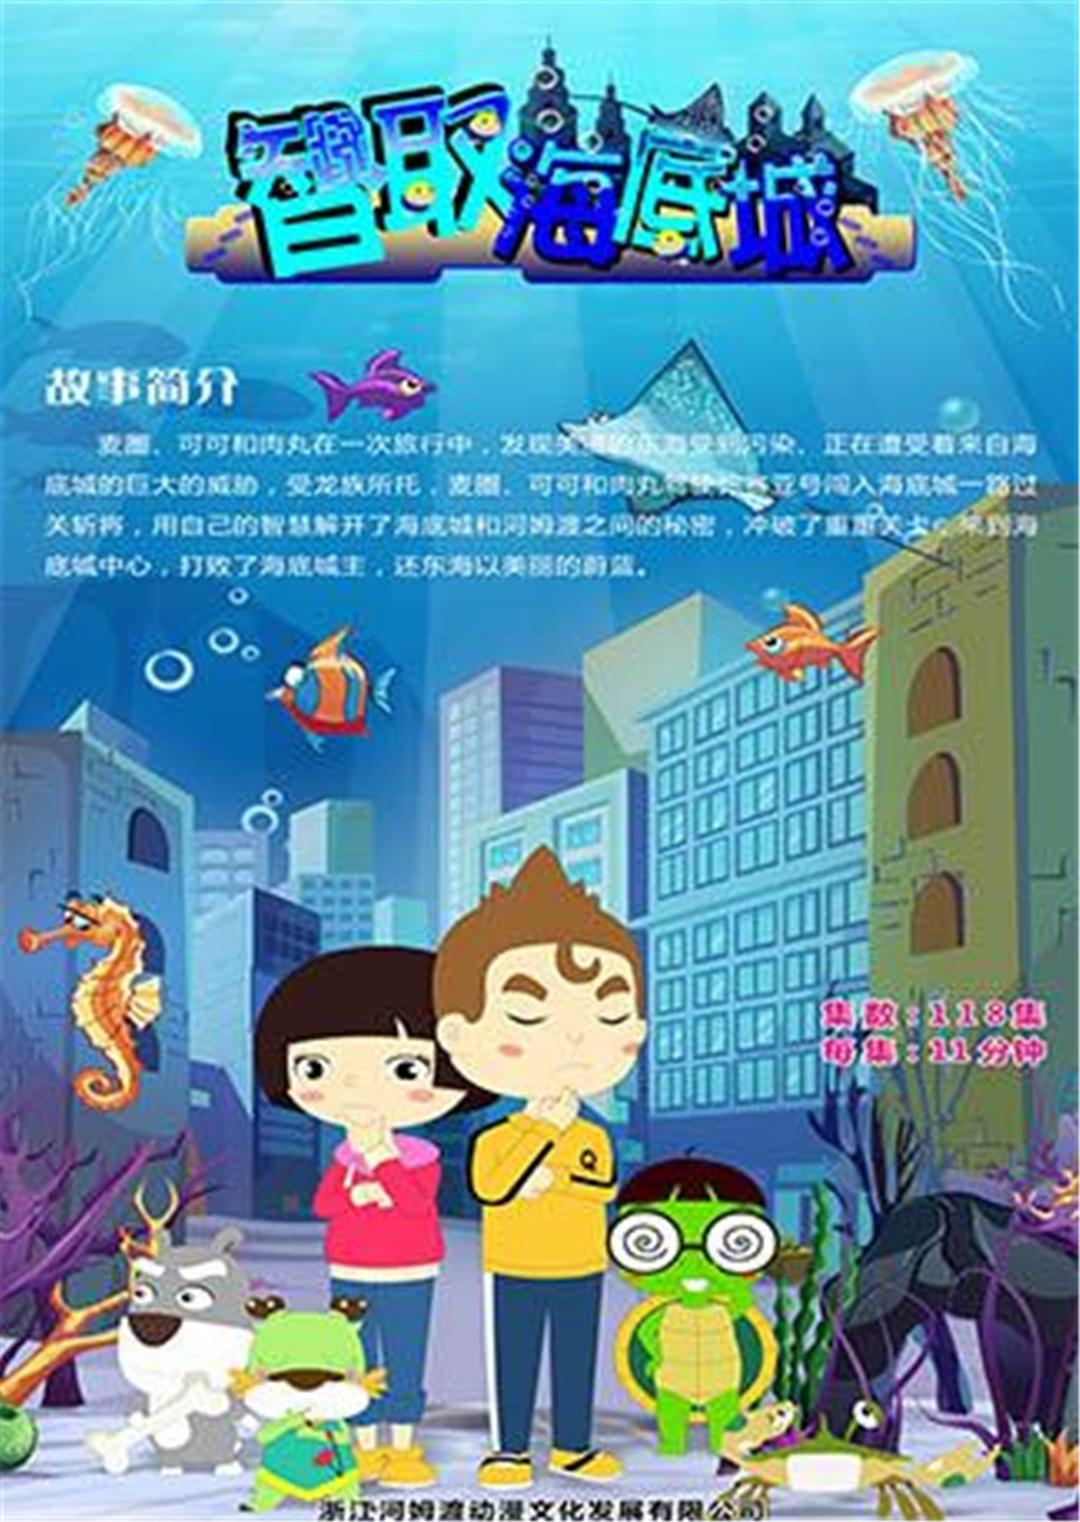 智取海底城
故事简介
麦圈、可可和肉丸在一次旅行中，发现美丽的东海受到污染、正在遭受着来自海
底城的巨大的威胁，受龙族所托，麦圈、可可和肉丸 号闯入海底城一路过
关斩将，用自己的智慧解开了海底城和河姆渡之间的秘密，冲破了重重关卡，来到海
底城中心，打败了海底城主，还东海以美丽的蔚蓝。
集数：118集
每集：11分钟
Q
浙江河姆渡动漫文化发展有限公司